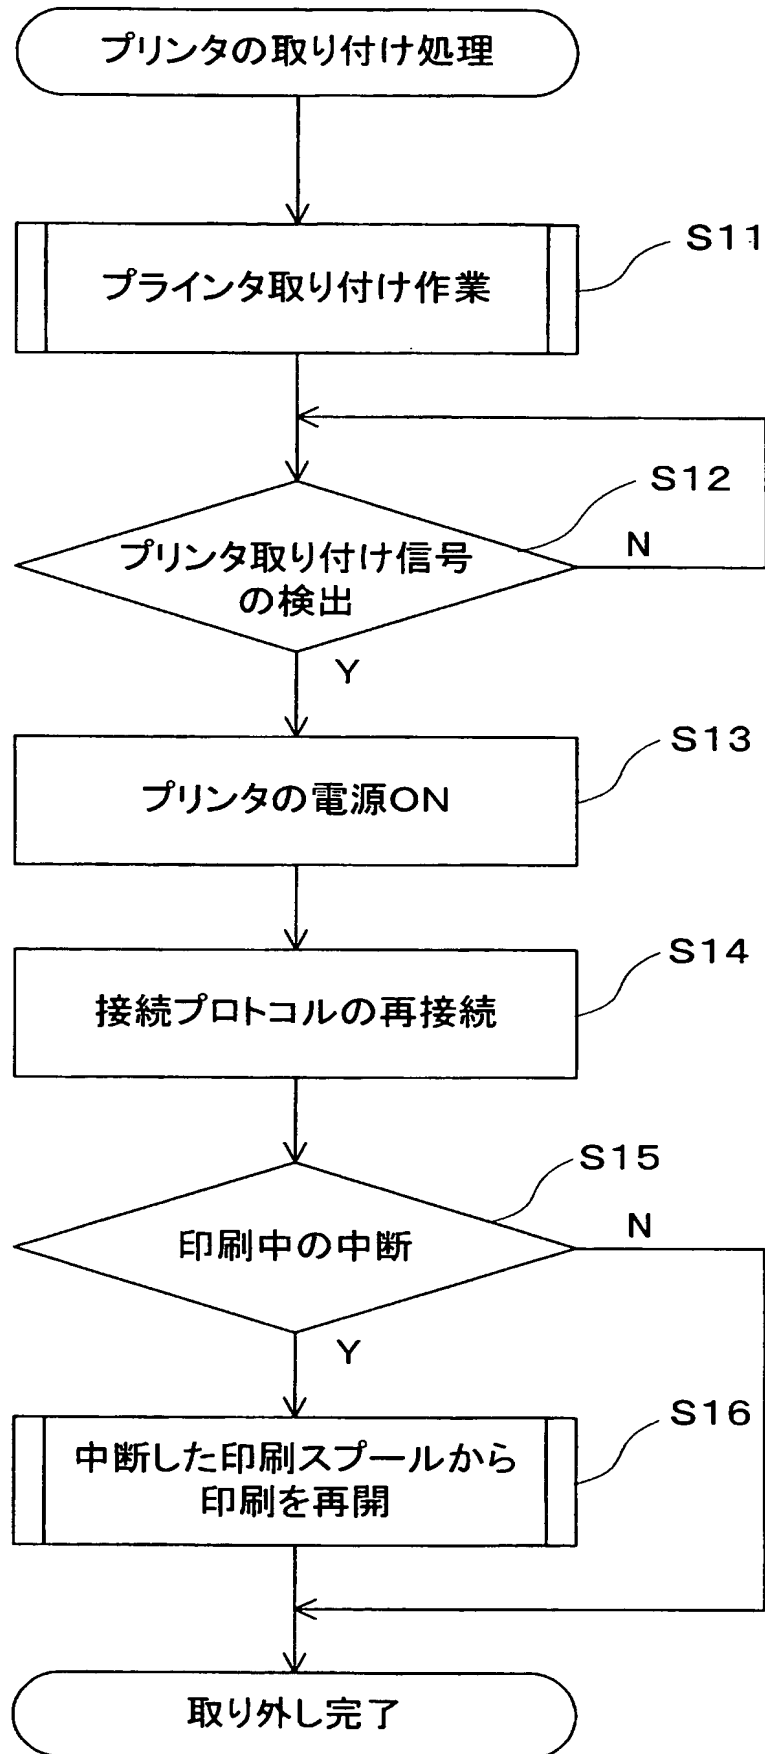 プリンタの取り付け処理
S11
プラインタ取り付け作業
S12
プリンタ取り付け信号
の検出
N
Y
S13
プリンタの電源ON
S14
接続プロトコルの再接続
S15
印刷中の中断
N
Y
S16
中断した印刷スプールから
印刷を再開
取り外し完了